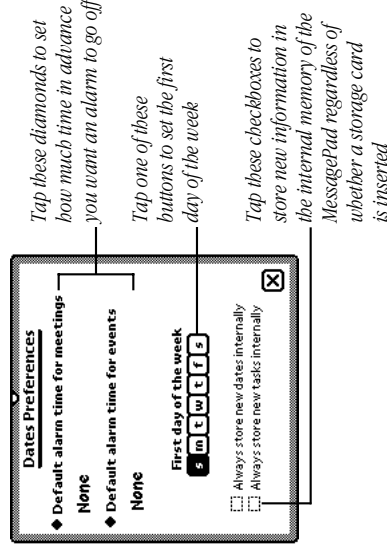 Dates Preferences
◆ Default alarm time for meetings
None
◆ Default alarm time for events
None
First day of the week
s m t w t f s
Always store new dates internally
Always store new tasks internally
Tap these diamonds to set
how much time in advance
you want an alarm to go off
Tap one of these
buttons to set the first
day of the week
Tap these checkboxes to
store new information in
the internal memory of the
MessagePad regardless of
whether a storage card
is inserted